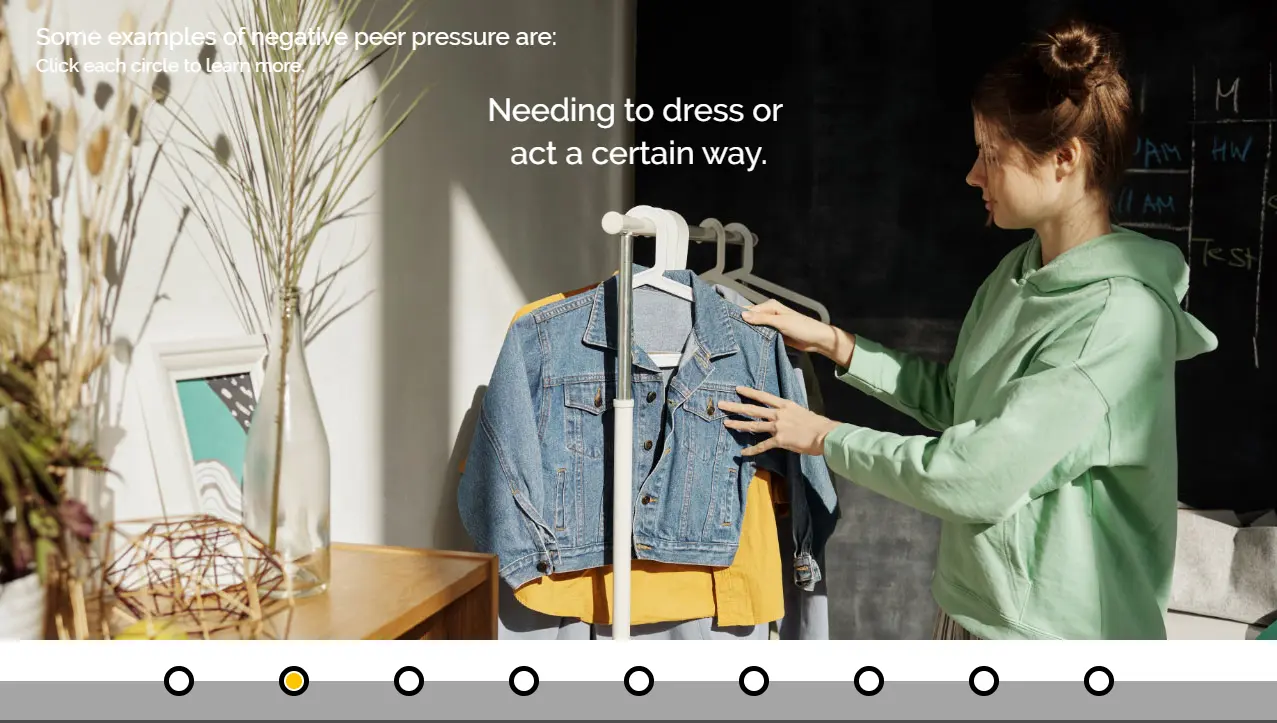 Some examples of negative peer pressure are:
Click each circle to learn more.
Needing to dress or
act a certain way.
M
AM HW
11 AM
Test